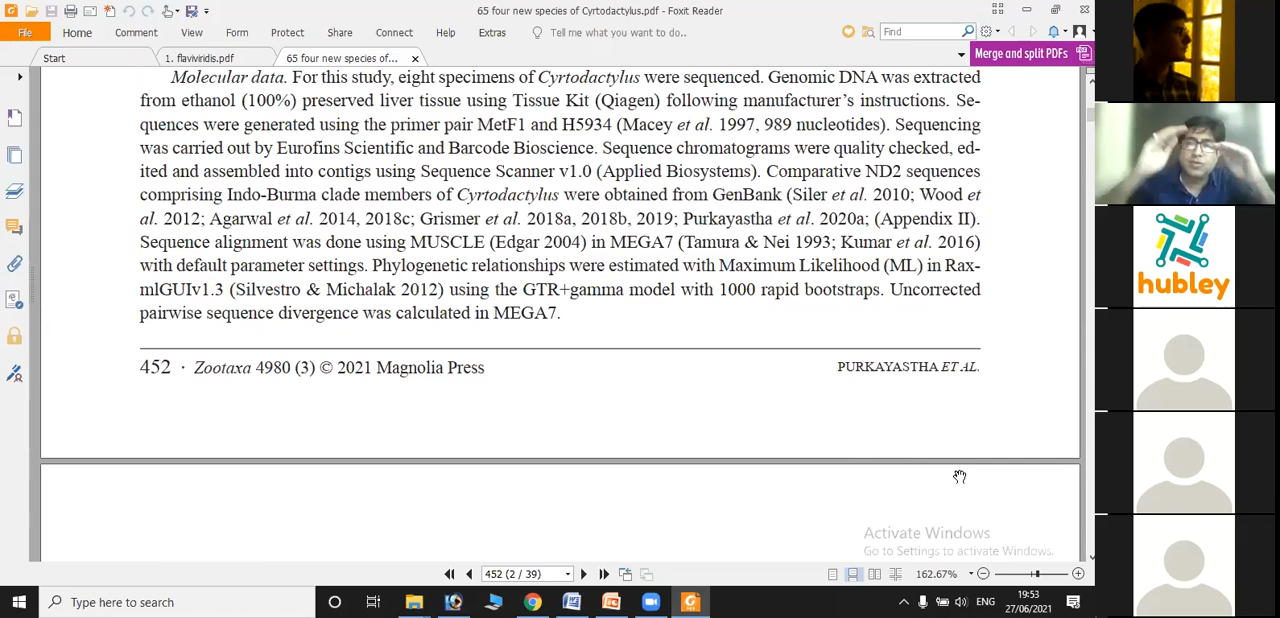 65 four new species of Cyrtodactylus.pdf - Foxit Reader
File Home Comment View Form Protect Share Connect Help Extras Tell me what you want to do.. Find
Start 1. flaviviridis.pdf 65 four new species of... × Merge and split PDFs
Molecular data. For this study, eight specimens of Cyrtodactylus were sequenced. Genomic DNA was extracted
from ethanol (100%) preserved liver tissue using Tissue Kit (Qiagen) following manufacturer's instructions. Se-
quences were generated using the primer pair MetF1 and H5934 (Macey et al. 1997, 989 nucleotides). Sequencing
was carried out by Eurofins Scientific and Barcode Bioscience. Sequence chromatograms were quality checked, ed-
ited and assembled into contigs using Sequence Scanner v1.0 (Applied Biosystems). Comparative ND2 sequences
comprising Indo-Burma clade members of Cyrtodactylus were obtained from GenBank (Siler et al. 2010; Wood et
al. 2012; Agarwal et al. 2014, 2018c; Grismer et al. 2018a, 2018b, 2019; Purkayastha et al. 2020a; (Appendix II).
Sequence alignment was done using MUSCLE (Edgar 2004) in MEGA7 (Tamura & Nei 1993; Kumar et al. 2016)
with default parameter settings. Phylogenetic relationships were estimated with Maximum Likelihood (ML) in Rax-
mlGUIv1.3 (Silvestro & Michalak 2012) using the GTR+gamma model with 1000 rapid bootstraps. Uncorrected
pairwise sequence divergence was calculated in MEGA7.
452 · Zootaxa 4980 (3) © 2021 Magnolia Press
PURKAYASTHA ET AL.
hubley
Activate Windows
Go to Settings to activate Windows.
452 (2 / 39) 162.67%
Type here to search
ENG
19:53
27/06/2021